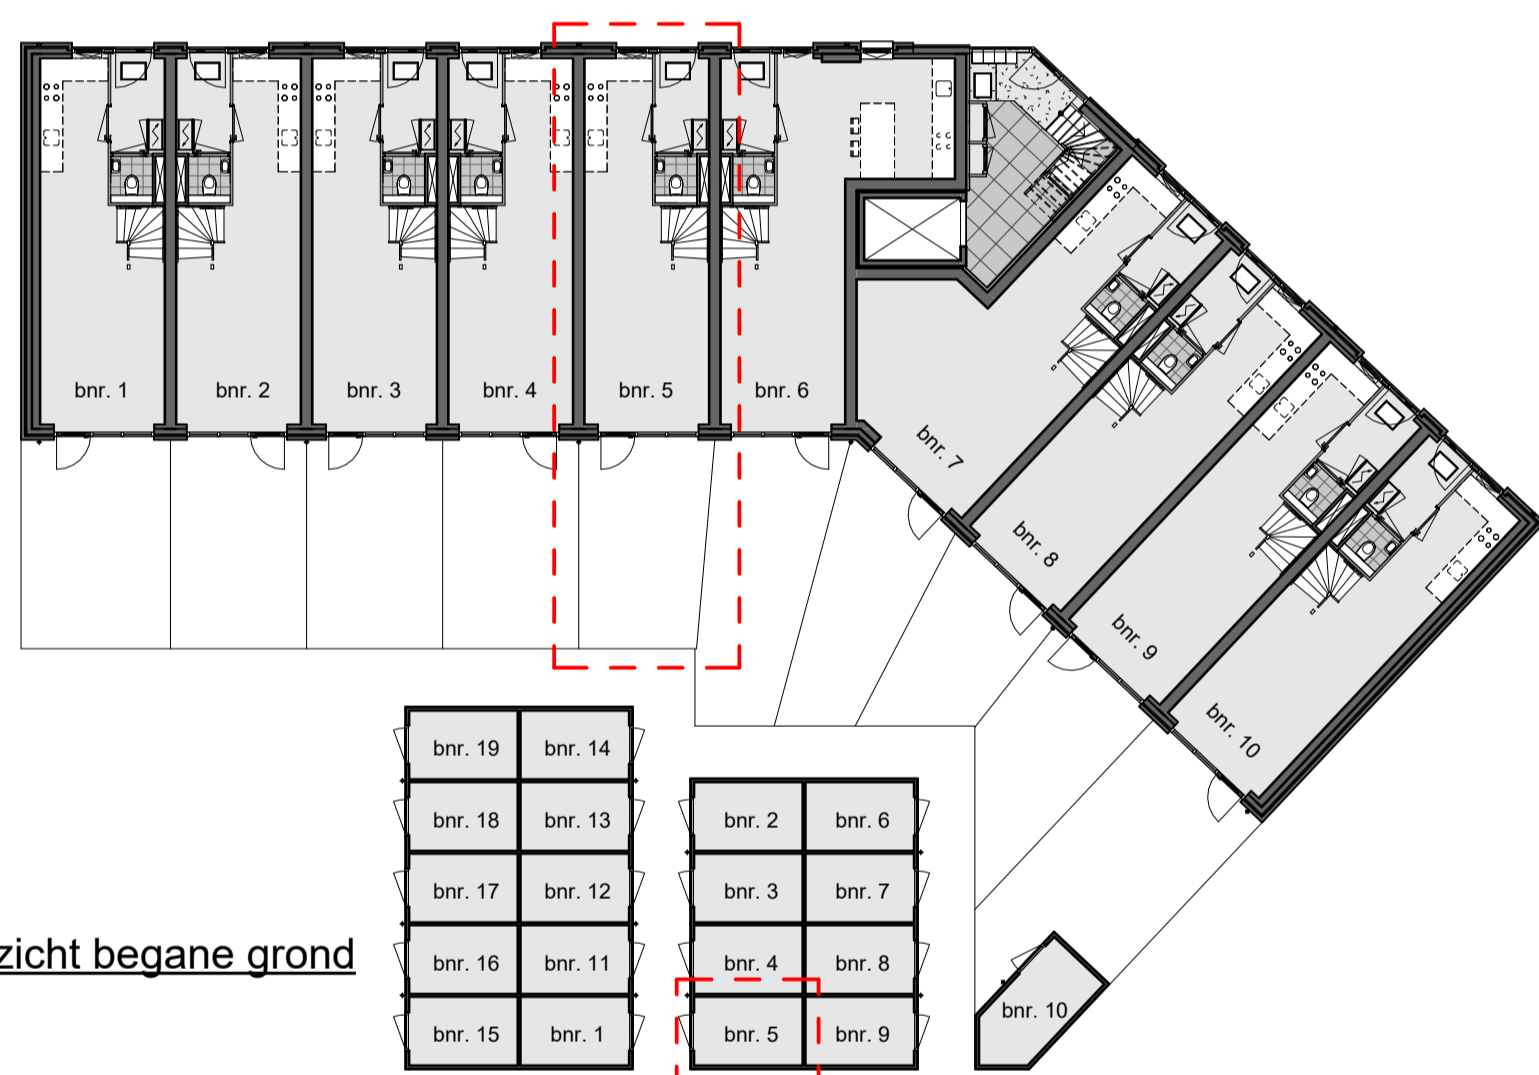 bnr. 1
bnr. 2
bnr. 3
bnr. 4
bnr. 5
bnr. 6
bnr. 7
bnr. 8
bnr. 9
bnr. 10
bnr. 19
bnr. 14
bnr. 18
bnr. 13
bnr. 17
bnr. 12
bnr. 16
bnr. 11
bnr. 15
bnr. 1
bnr. 2
bnr. 6
bnr. 3
bnr. 7
bnr. 4
bnr. 8
bnr. 5
bnr. 9
bnr. 10
zicht begane grond